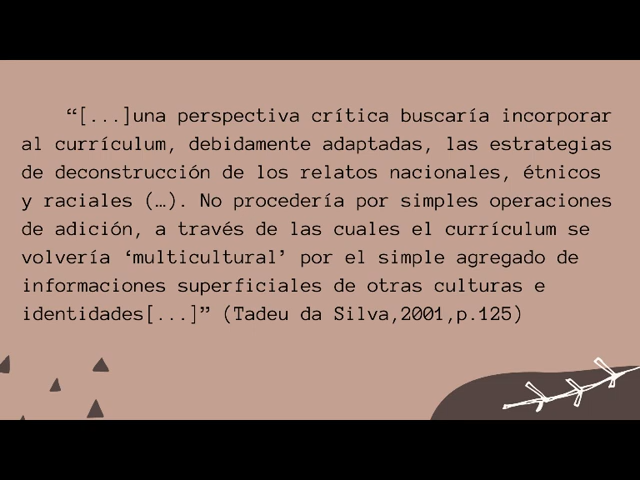 “[...]una perspectiva crítica buscaría incorporar
al currículum, debidamente adaptadas, las estrategias
de deconstrucción de los relatos nacionales, étnicos
y raciales (…). No procedería por simples operaciones
de adición, a través de las cuales el currículum se
volvería ‘multicultural’ por el simple agregado de
informaciones superficiales de otras culturas e
identidades[...]” (Tadeu da Silva,2001,p.125)